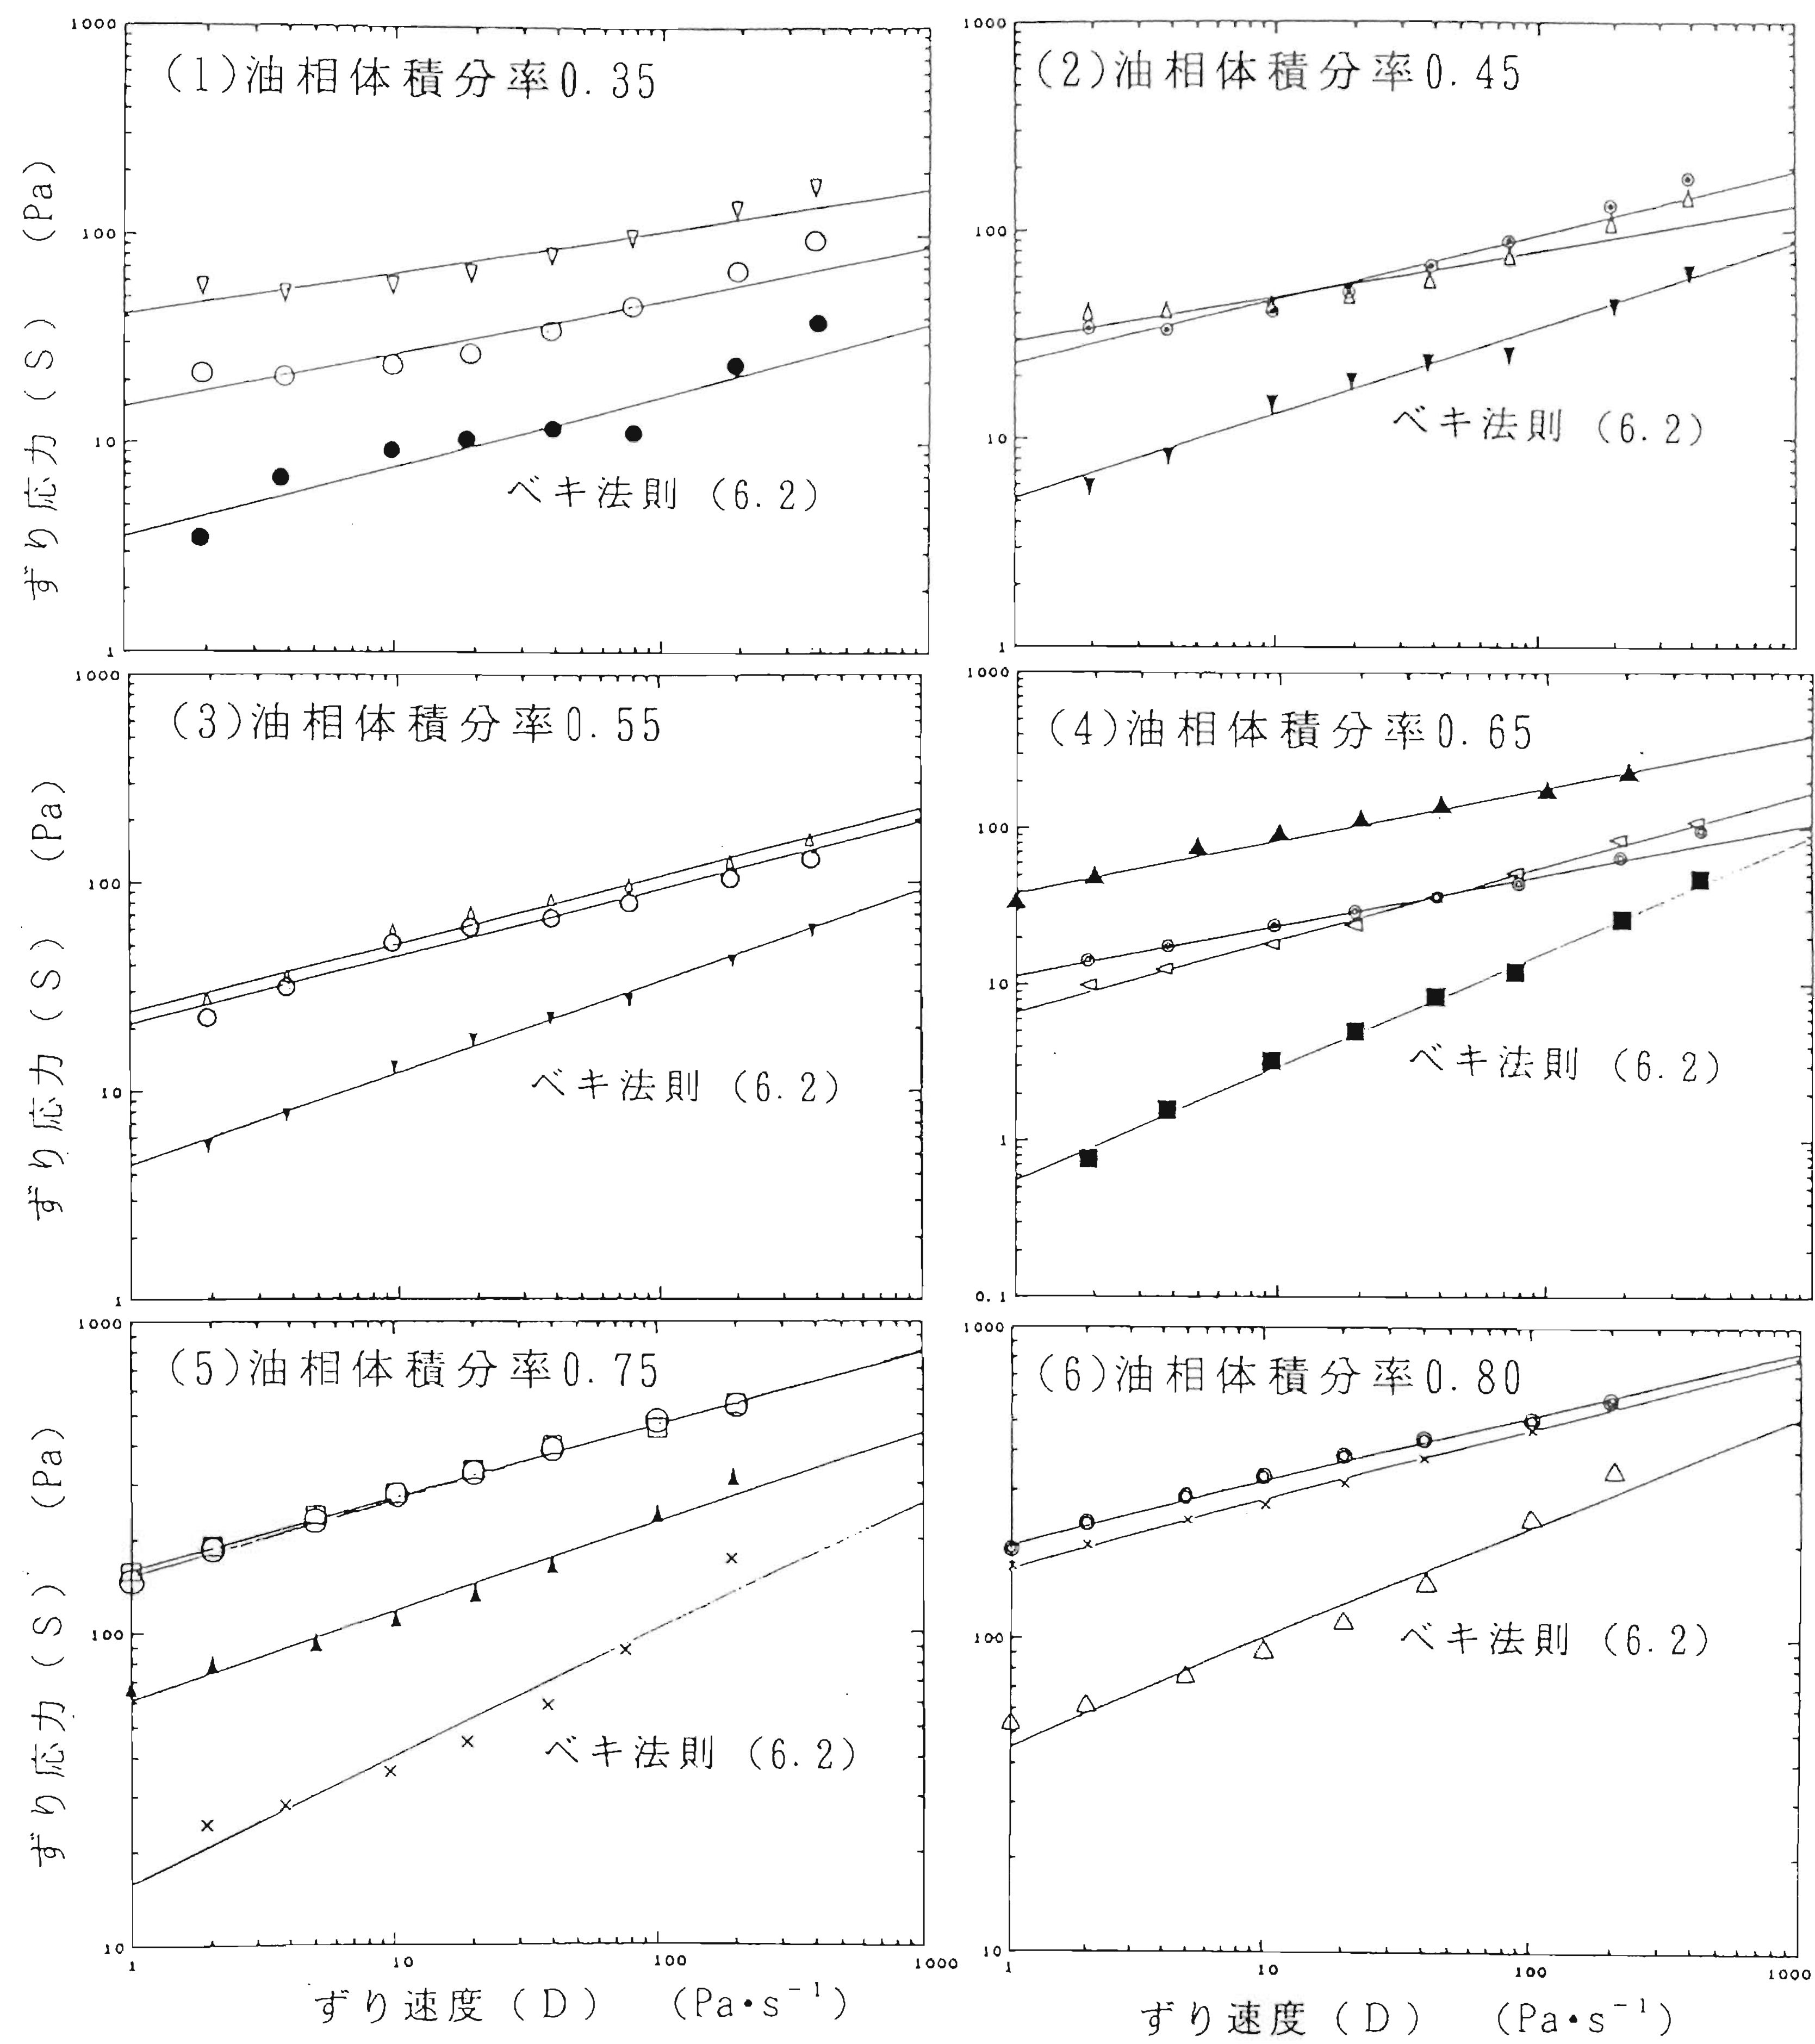 1000
(1)油相体積分率0.35
100
10
1
ベキ法則 (6.2)
ずり応力 (S) (Pa)
1000
(2)油相体積分率0.45
100
10
1
ベキ法則 (6.2)
1000
(3)油相体積分率0.55
100
10
1
ベキ法則 (6.2)
ずり応力 (S) (Pa)
1000
(4)油相体積分率0.65
100
10
1
0.1
ベキ法則 (6.2)
1000
(5)油相体積分率0.75
100
10
ベキ法則 (6.2)
ずり応力 (S) (Pa)
1 10 100 1000
ずり速度 (D) (Pa・s⁻¹)
1000
(6)油相体積分率0.80
100
10
ベキ法則 (6.2)
1 10 100 1000
ずり速度 (D) (Pa・s⁻¹)